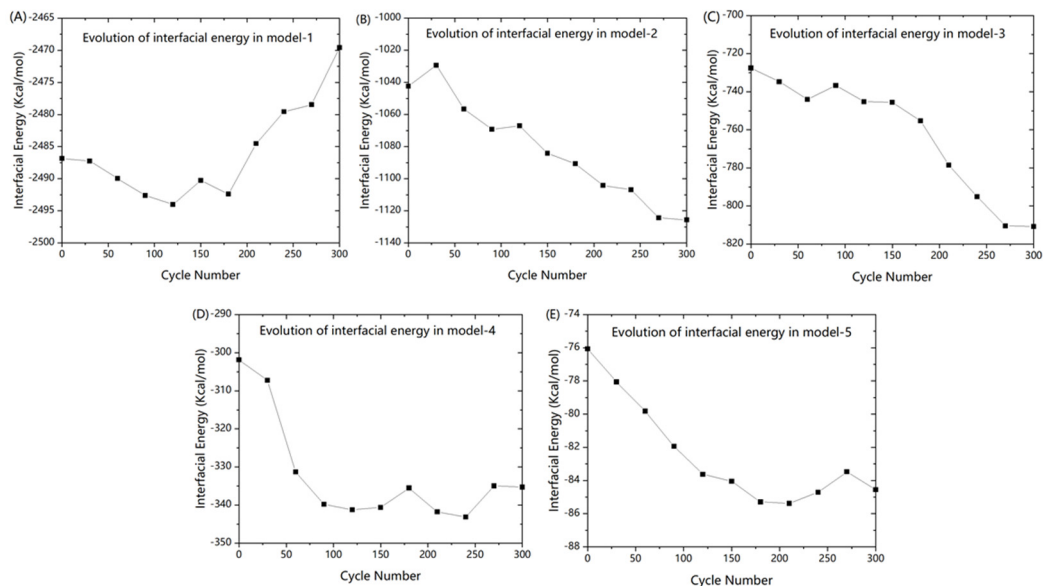 (A)
Evolution of interfacial energy in model-1
Interfacial Energy (Kcal/mol)
-2465
-2470
-2475
-2480
-2485
-2490
-2495
-2500
0 50 100 150 200 250 300
Cycle Number
(B)
Evolution of interfacial energy in model-2
Interfacial Energy (Kcal/mol)
-1000
-1020
-1040
-1060
-1080
-1100
-1120
-1140
0 50 100 150 200 250 300
Cycle Number
(C)
Evolution of interfacial energy in model-3
Interfacial Energy (Kcal/mol)
-700
-720
-740
-760
-780
-800
-820
0 50 100 150 200 250 300
Cycle Number
(D)
Evolution of interfacial energy in model-4
Interfacial Energy (Kcal/mol)
-290
-300
-310
-320
-330
-340
-350
0 50 100 150 200 250 300
Cycle Number
(E)
Evolution of interfacial energy in model-5
Interfacial Energy (Kcal/mol)
-74
-76
-78
-80
-82
-84
-86
-88
0 50 100 150 200 250 300
Cycle Number